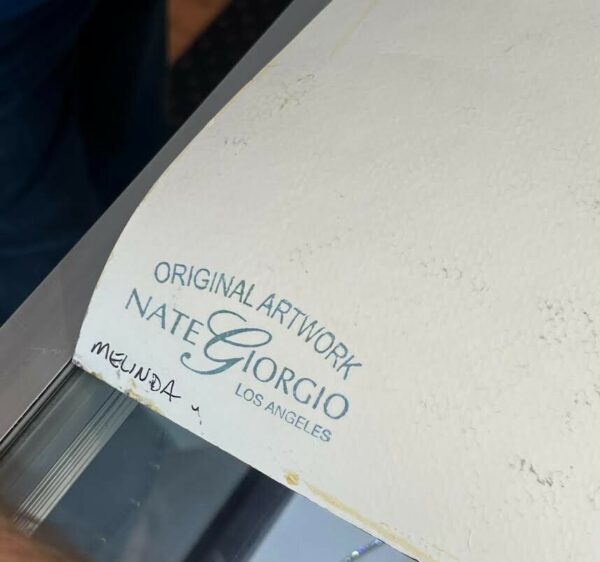 ORIGINAL ARTWORK
NATE GIORGIO
LOS ANGELES
MELINDA